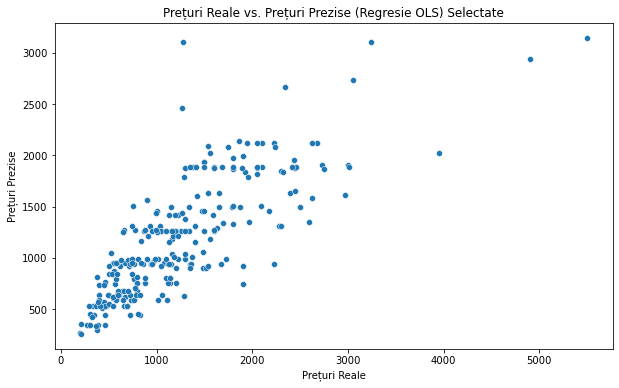 Prețuri Reale vs. Prețuri Prezise (Regresie OLS) Selectate
3000
2500
2000
1500
1000
500
Prețuri Prezise
0 1000 2000 3000 4000 5000
Prețuri Reale